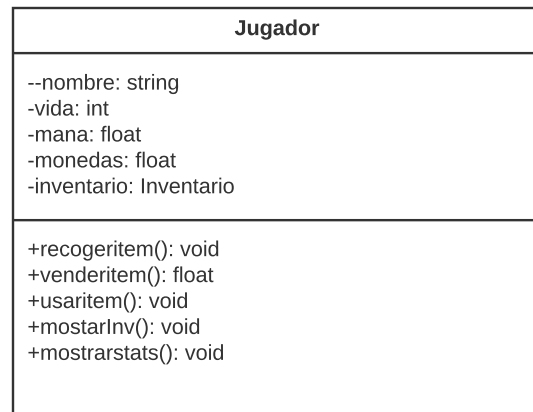 Jugador
--nombre: string
-vida: int
-mana: float
-monedas: float
-inventario: Inventario
+recogeritem(): void
+venderitem(): float
+usaritem(): void
+mostarInv(): void
+mostrarstats(): void